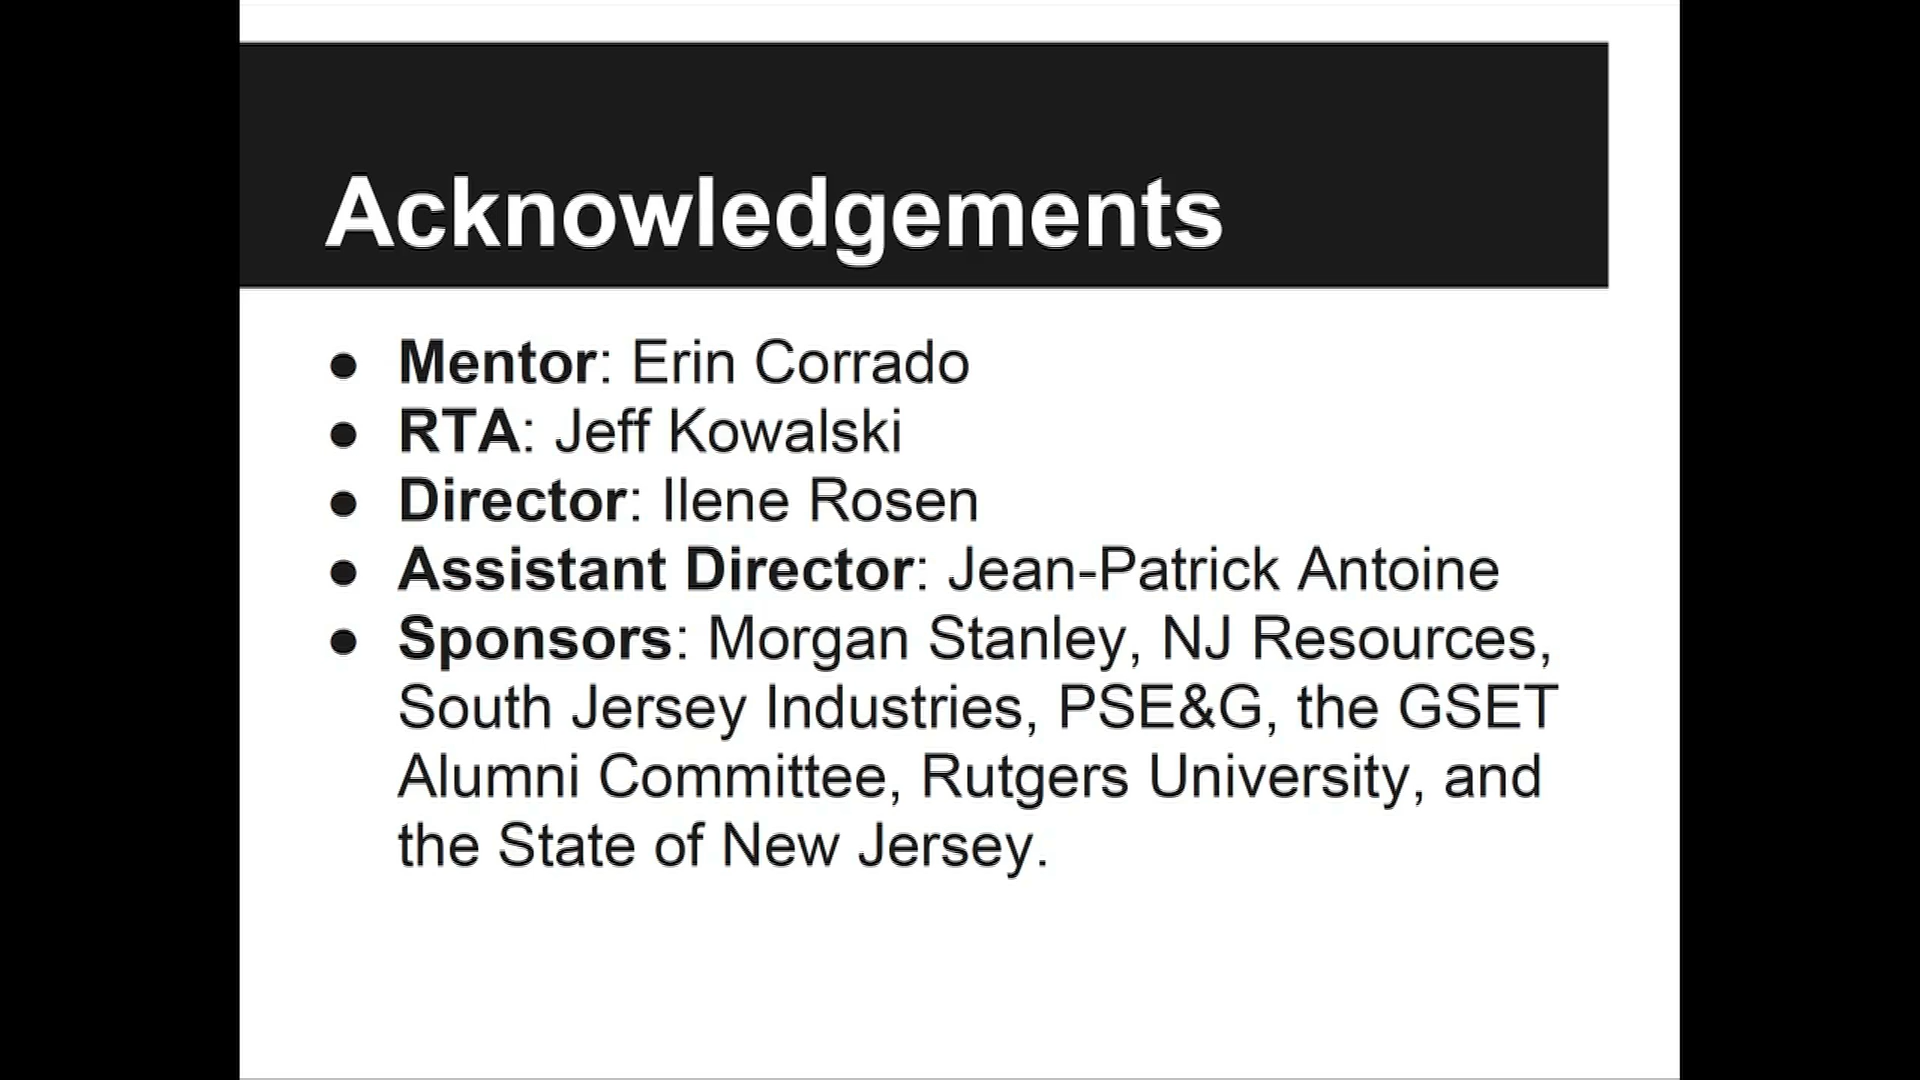 Acknowledgements
● Mentor: Erin Corrado
● RTA: Jeff Kowalski
● Director: Ilene Rosen
● Assistant Director: Jean-Patrick Antoine
● Sponsors: Morgan Stanley, NJ Resources,
South Jersey Industries, PSE&G, the GSET
Alumni Committee, Rutgers University, and
the State of New Jersey.